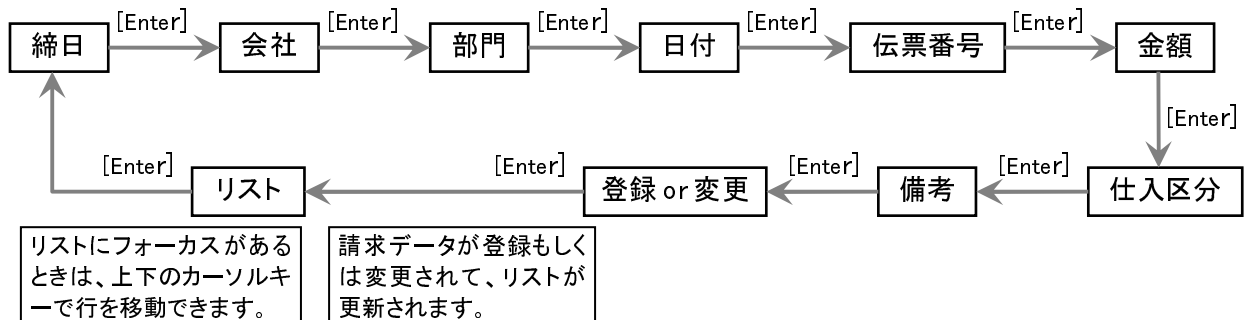 [Enter] [Enter] [Enter] [Enter] [Enter]
締日 会社 部門 日付 伝票番号 金額
[Enter]
[Enter] [Enter] [Enter] [Enter]
リスト 登録or変更 備考 仕入区分
リストにフォーカスがある
ときは、上下のカーソルキ
ーで行を移動できます。
請求データが登録もしく
は変更されて、リストが
更新されます。